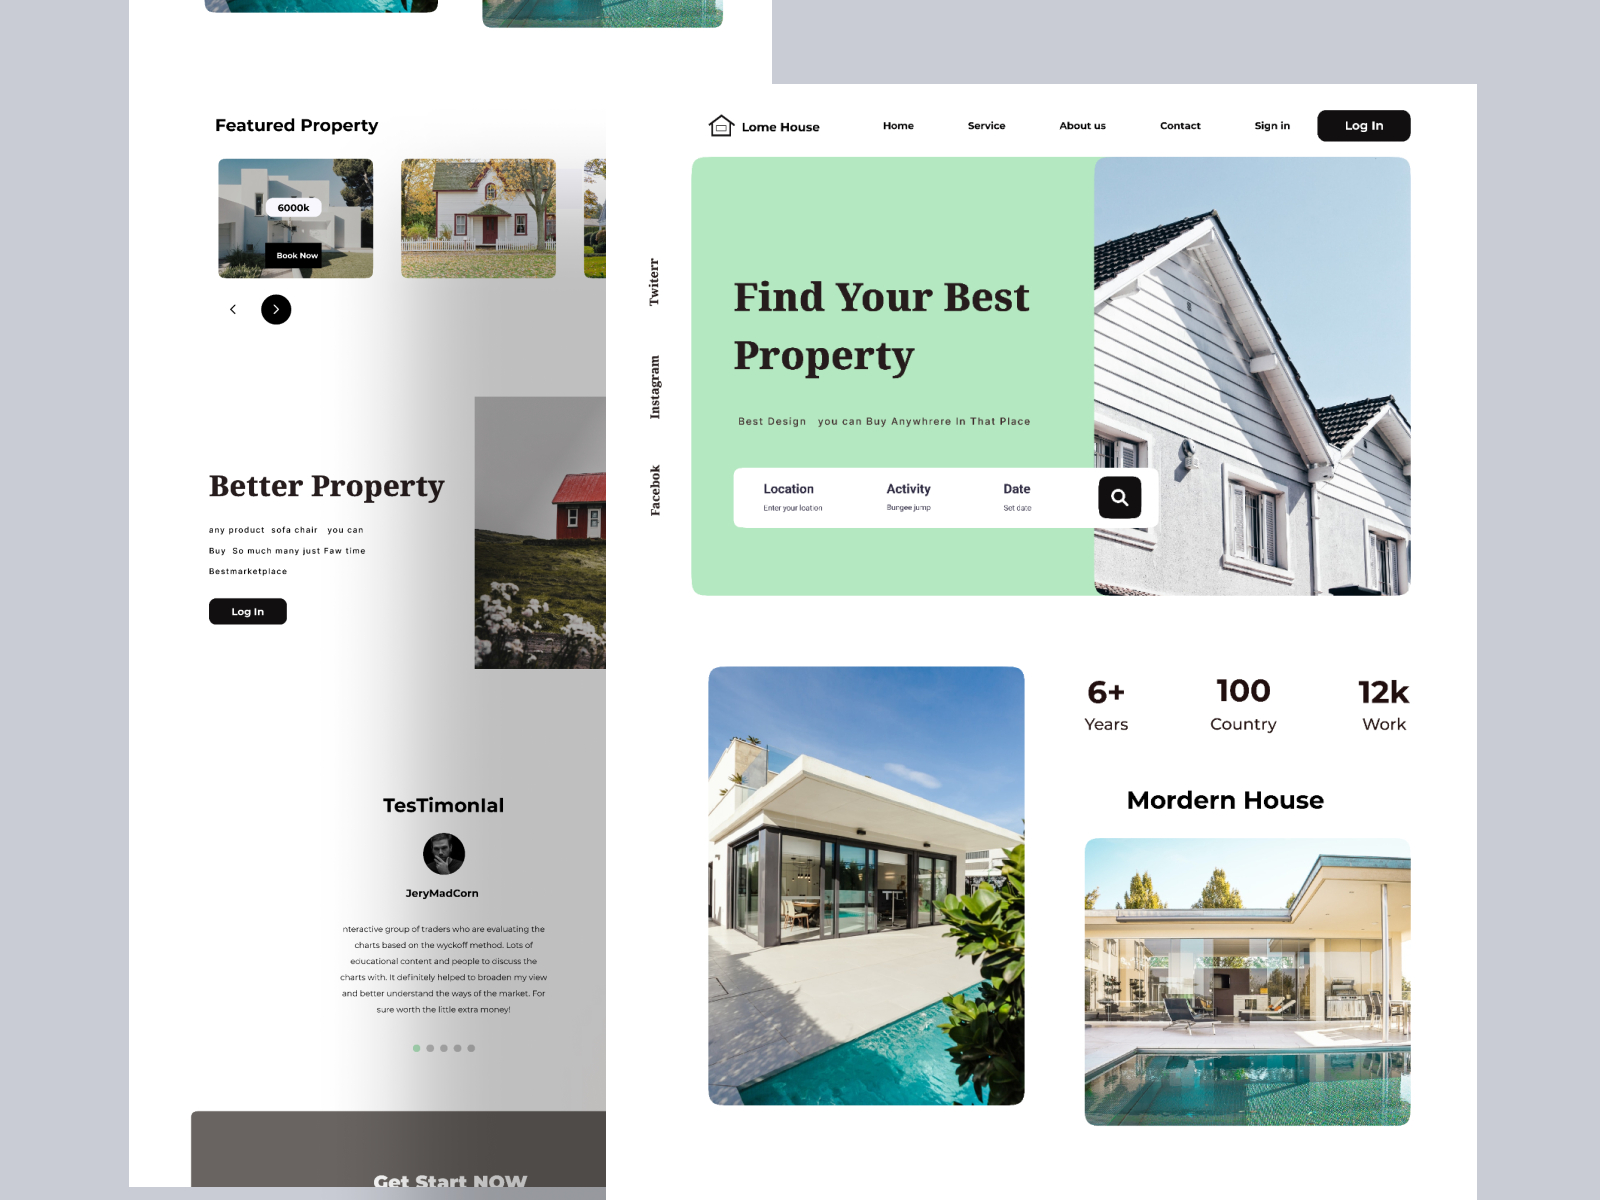 Featured Property
6000k
Book Now
Better Property
any product sofa chair you can
Buy So much many just Faw time
Bestmarketplace
Log In
TesTimonIal
JeryMadCorn
nteractive group of traders who are evaluating the
charts based on the wyckoff method. Lots of
educational content and people to discuss the
charts with. It definitely helped to broaden my view
and better understand the ways of the market. For
sure worth the little extra money!
Get Start NOW
Lome House
Home
Service
About us
Contact
Sign in
Log In
Twiterr
Instagram
Facebok
Find Your Best
Property
Best Design you can Buy Anywhrere In That Place
Location
Enter your loation
Activity
Bungee jump
Date
Set date
6+
Years
100
Country
12k
Work
Mordern House